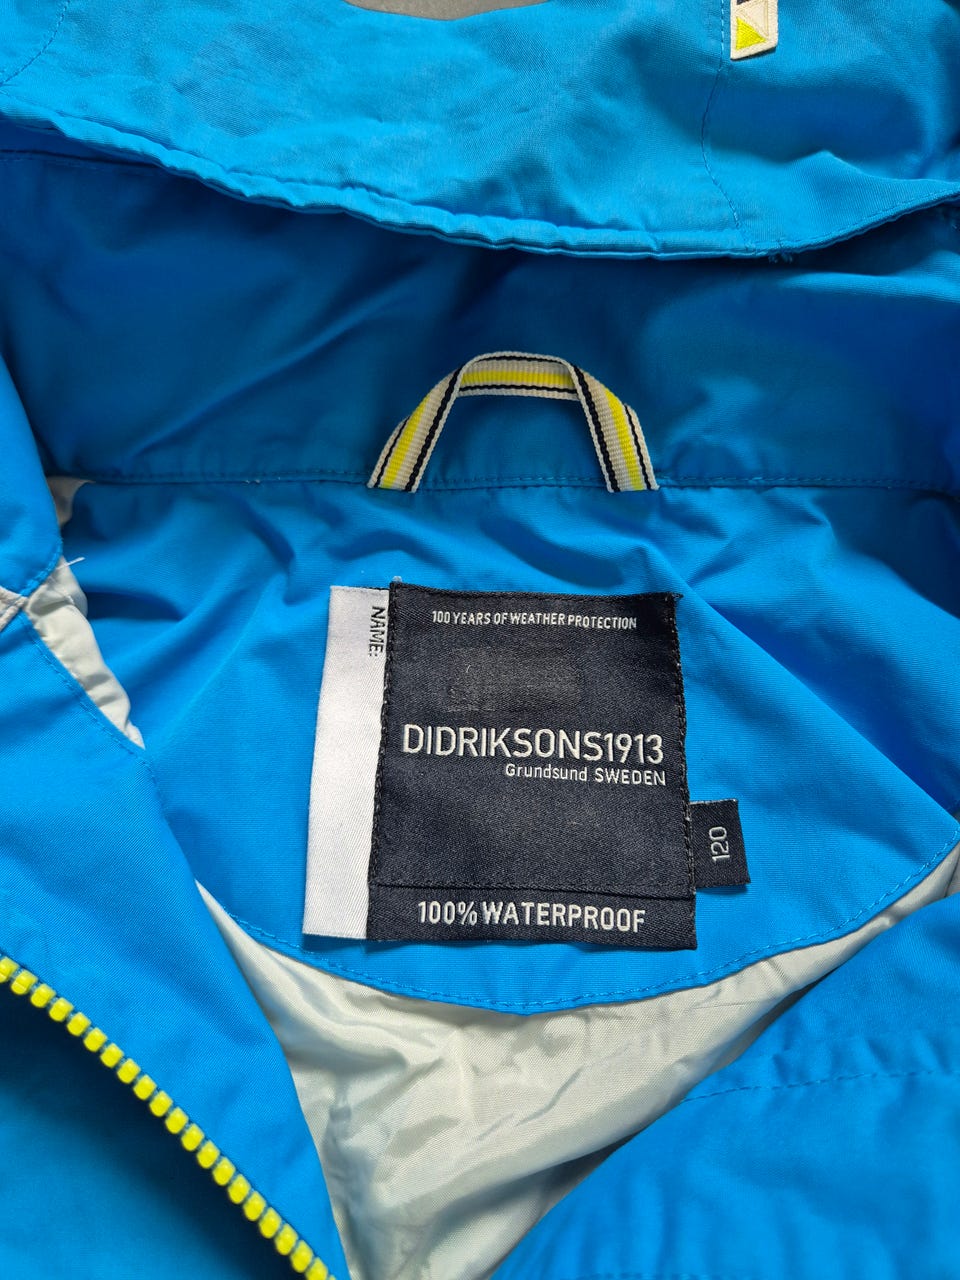 100 YEARS OF WEATHER PROTECTION
NAME:
DIDRIKSONS1913
Grundsund SWEDEN
120
100% WATERPROOF